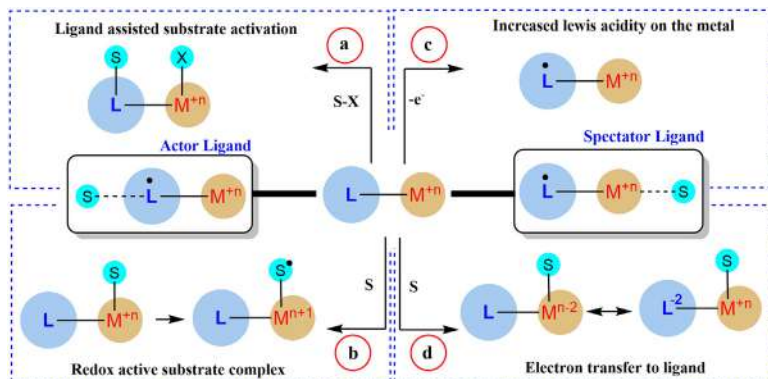 Ligand assisted substrate activation
a
c
Increased lewis acidity on the metal
S
X
L
M+n
S-X
-e-
L
M+n
Actor Ligand
Spectator Ligand
S
L
M+n
L
M+n
L
M+n
S
S
S
L
M+n
S
L
Mn+1
S
S
L
Mn-2
S
L-2
M+n
b
d
Redox active substrate complex
Electron transfer to ligand